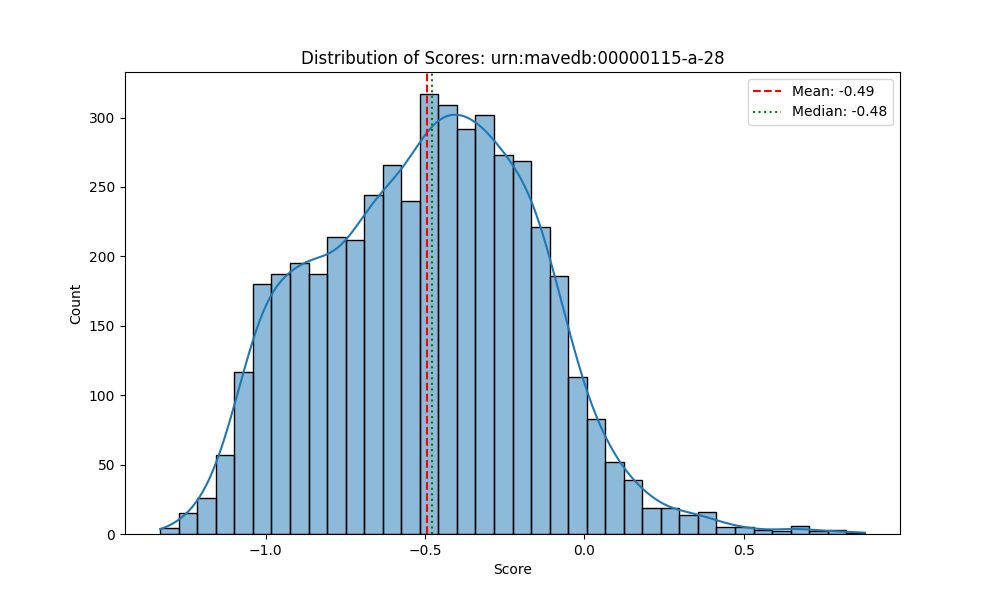 Distribution of Scores: urn:mavedb:00000115-a-28
Mean: -0.49
Median: -0.48
300
250
200
150
100
50
0
Count
−1.0
−0.5
0.0
0.5
Score